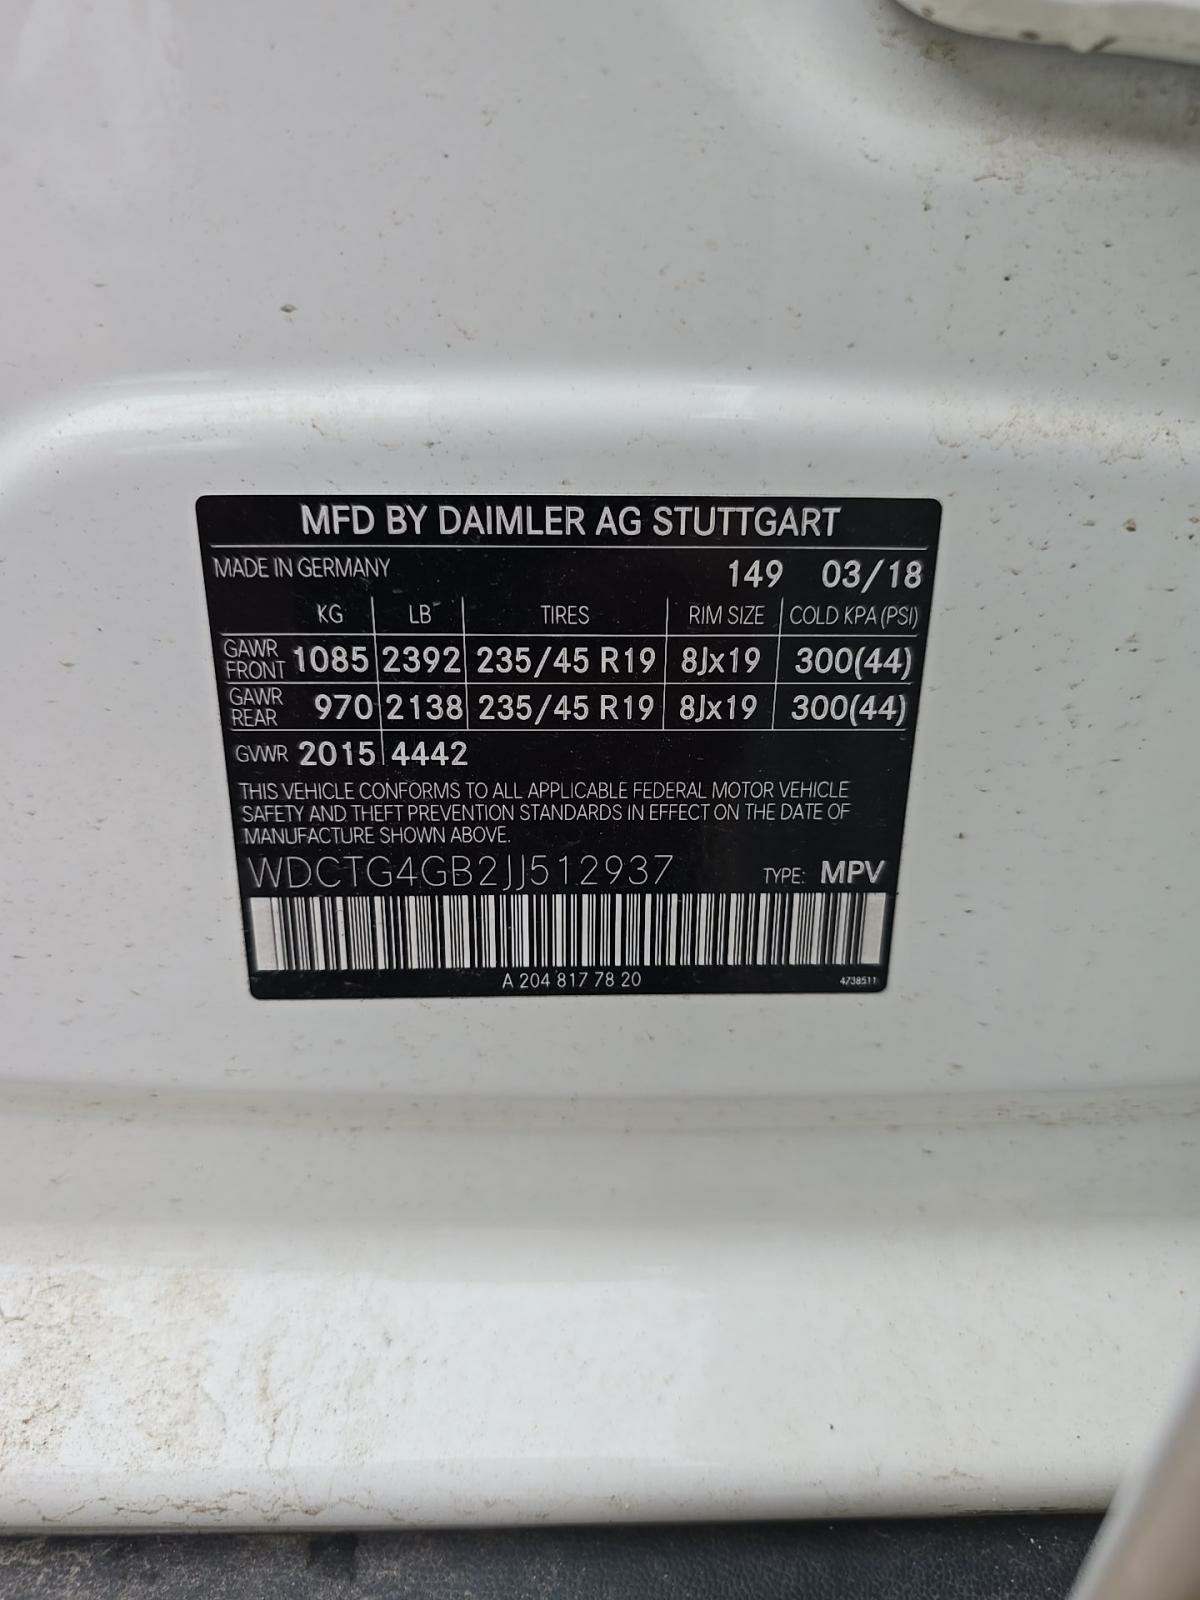 MFD BY DAIMLER AG STUTTGART
MADE IN GERMANY 149 03/18
KG LB TIRES RIM SIZE COLD KPA (PSI)
GAWR FRONT 1085 2392 235/45 R19 8Jx19 300(44)
GAWR REAR 970 2138 235/45 R19 8Jx19 300(44)
GVWR 2015 4442
THIS VEHICLE CONFORMS TO ALL APPLICABLE FEDERAL MOTOR VEHICLE
SAFETY AND THEFT PREVENTION STANDARDS IN EFFECT ON THE DATE OF
MANUFACTURE SHOWN ABOVE.
WDCTG4GB2JJ512937 TYPE: MPV
A 204 817 78 20 4738511